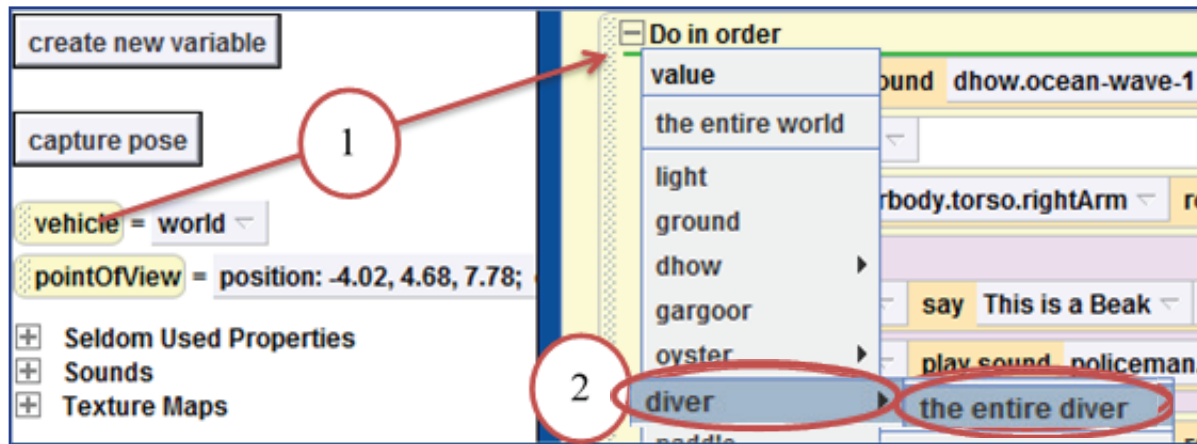 create new variable
capture pose
vehicle = world
pointOfView = position: -4.02, 4.68, 7.78;
Seldom Used Properties
Sounds
Texture Maps
1
2
Do in order
value
the entire world
light
ground
dhow
gargoor
oyster
diver
the entire diver
paddle
ound dhow.ocean-wave-1
rbody.torso.rightArm
say This is a Beak
play sound policeman.